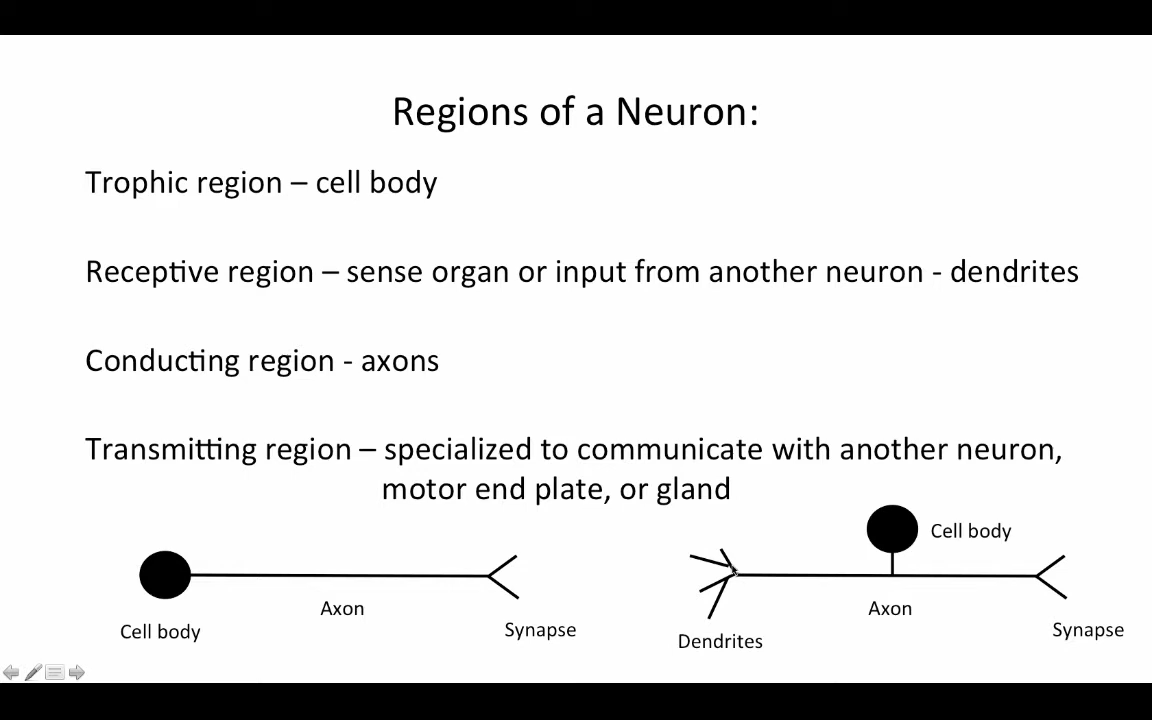 Regions of a Neuron:
Trophic region – cell body
Receptive region – sense organ or input from another neuron - dendrites
Conducting region - axons
Transmitting region – specialized to communicate with another neuron,
motor end plate, or gland
Cell body
Axon
Synapse
Dendrites
Cell body
Axon
Synapse